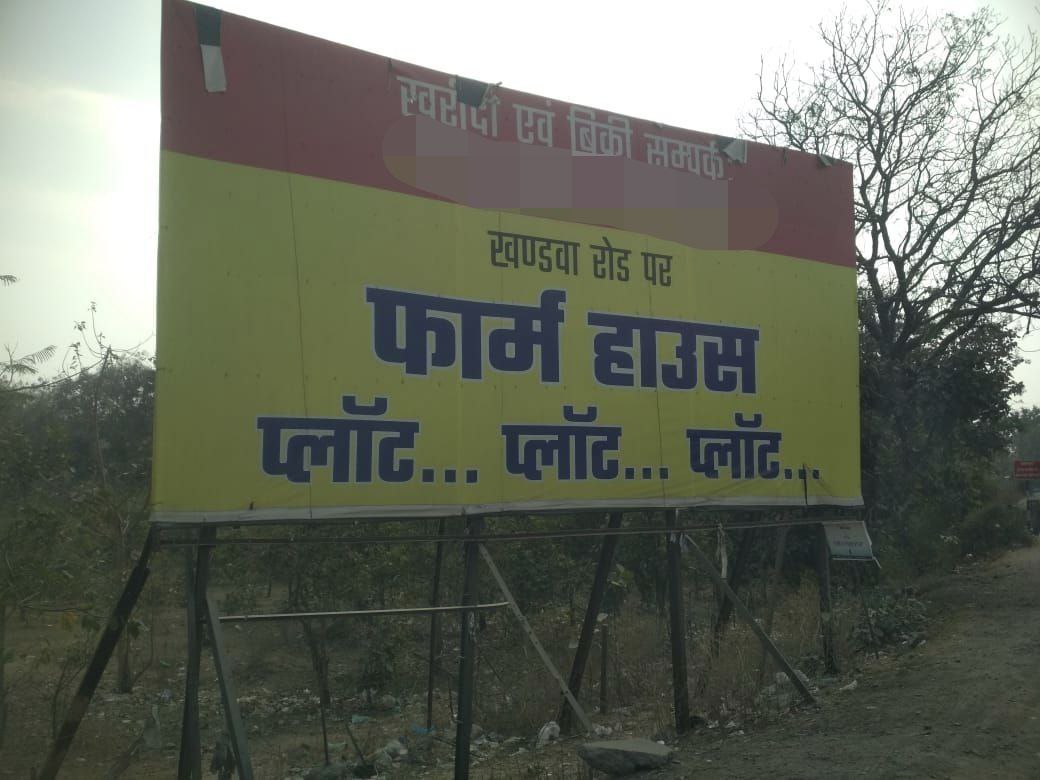 खरीदी एवं बिक्री सम्पर्क
खण्डवा रोड पर
फार्म हाउस
प्लॉट... प्लॉट... प्लॉट...